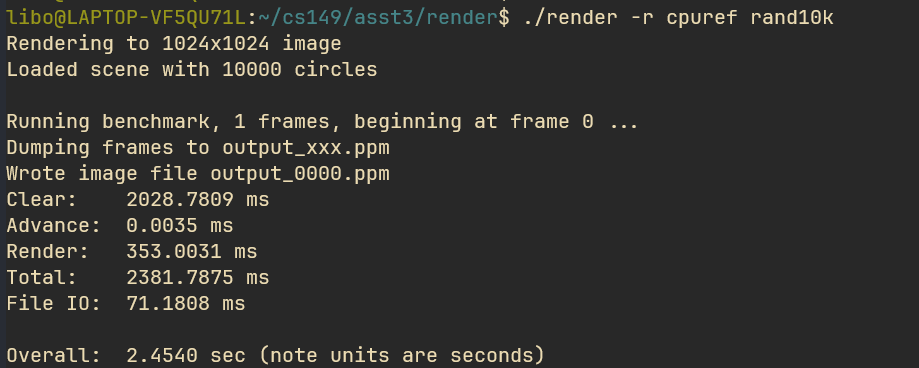 libo@LAPTOP-VF5QU71L:~/cs149/asst3/render$ ./render -r cpuref rand10k
Rendering to 1024x1024 image
Loaded scene with 10000 circles

Running benchmark, 1 frames, beginning at frame 0 ...
Dumping frames to output_xxx.ppm
Wrote image file output_0000.ppm
Clear:    2028.7809 ms
Advance:  0.0035 ms
Render:   353.0031 ms
Total:    2381.7875 ms
File IO:  71.1808 ms

Overall:  2.4540 sec (note units are seconds)